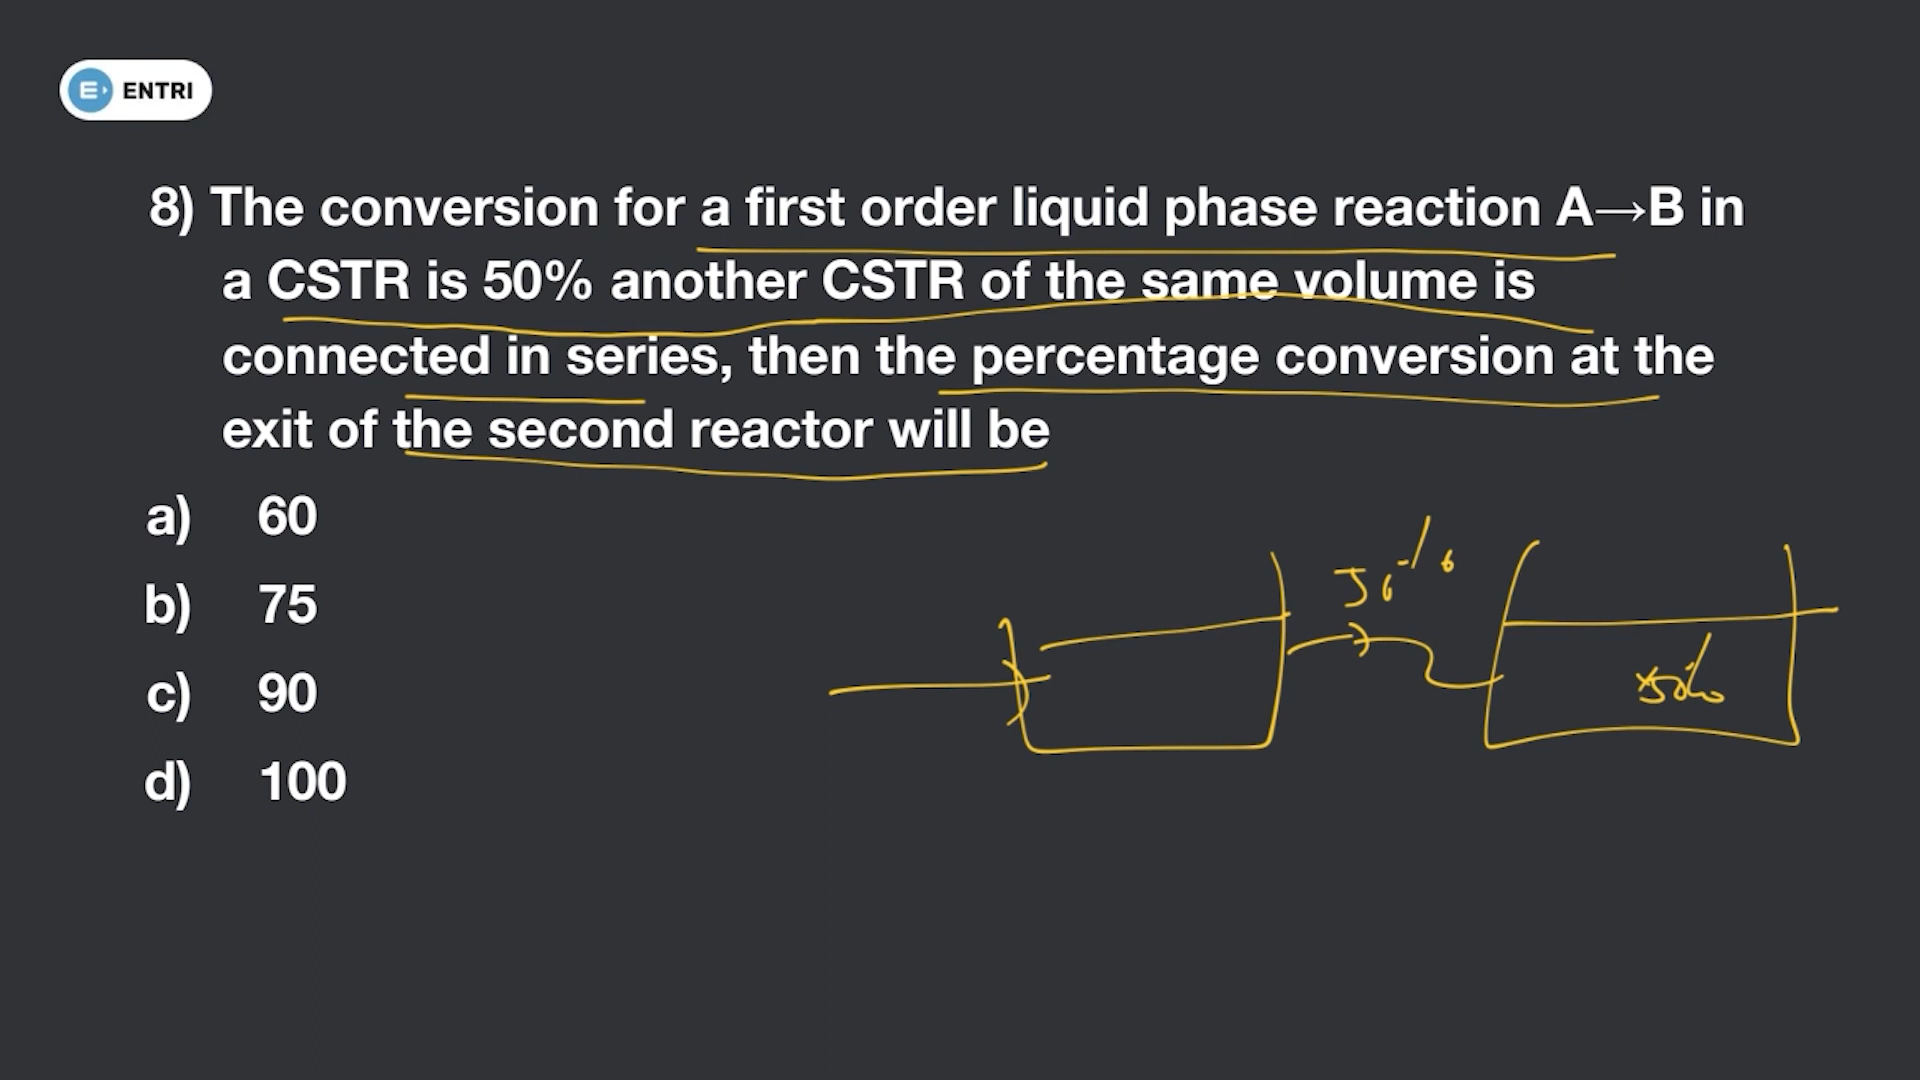 ENTRI
8) The conversion for a first order liquid phase reaction A→B in
a CSTR is 50% another CSTR of the same volume is
connected in series, then the percentage conversion at the
exit of the second reactor will be
a) 60
b) 75
c) 90
d) 100